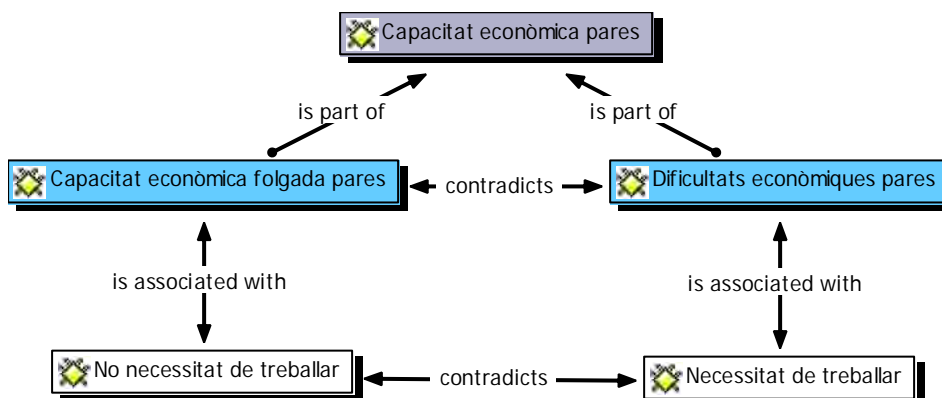 Capacitat econòmica pares
is part of
is part of
Capacitat econòmica folgada pares
contradicts
Dificultats econòmiques pares
is associated with
is associated with
No necessitat de treballar
contradicts
Necessitat de treballar